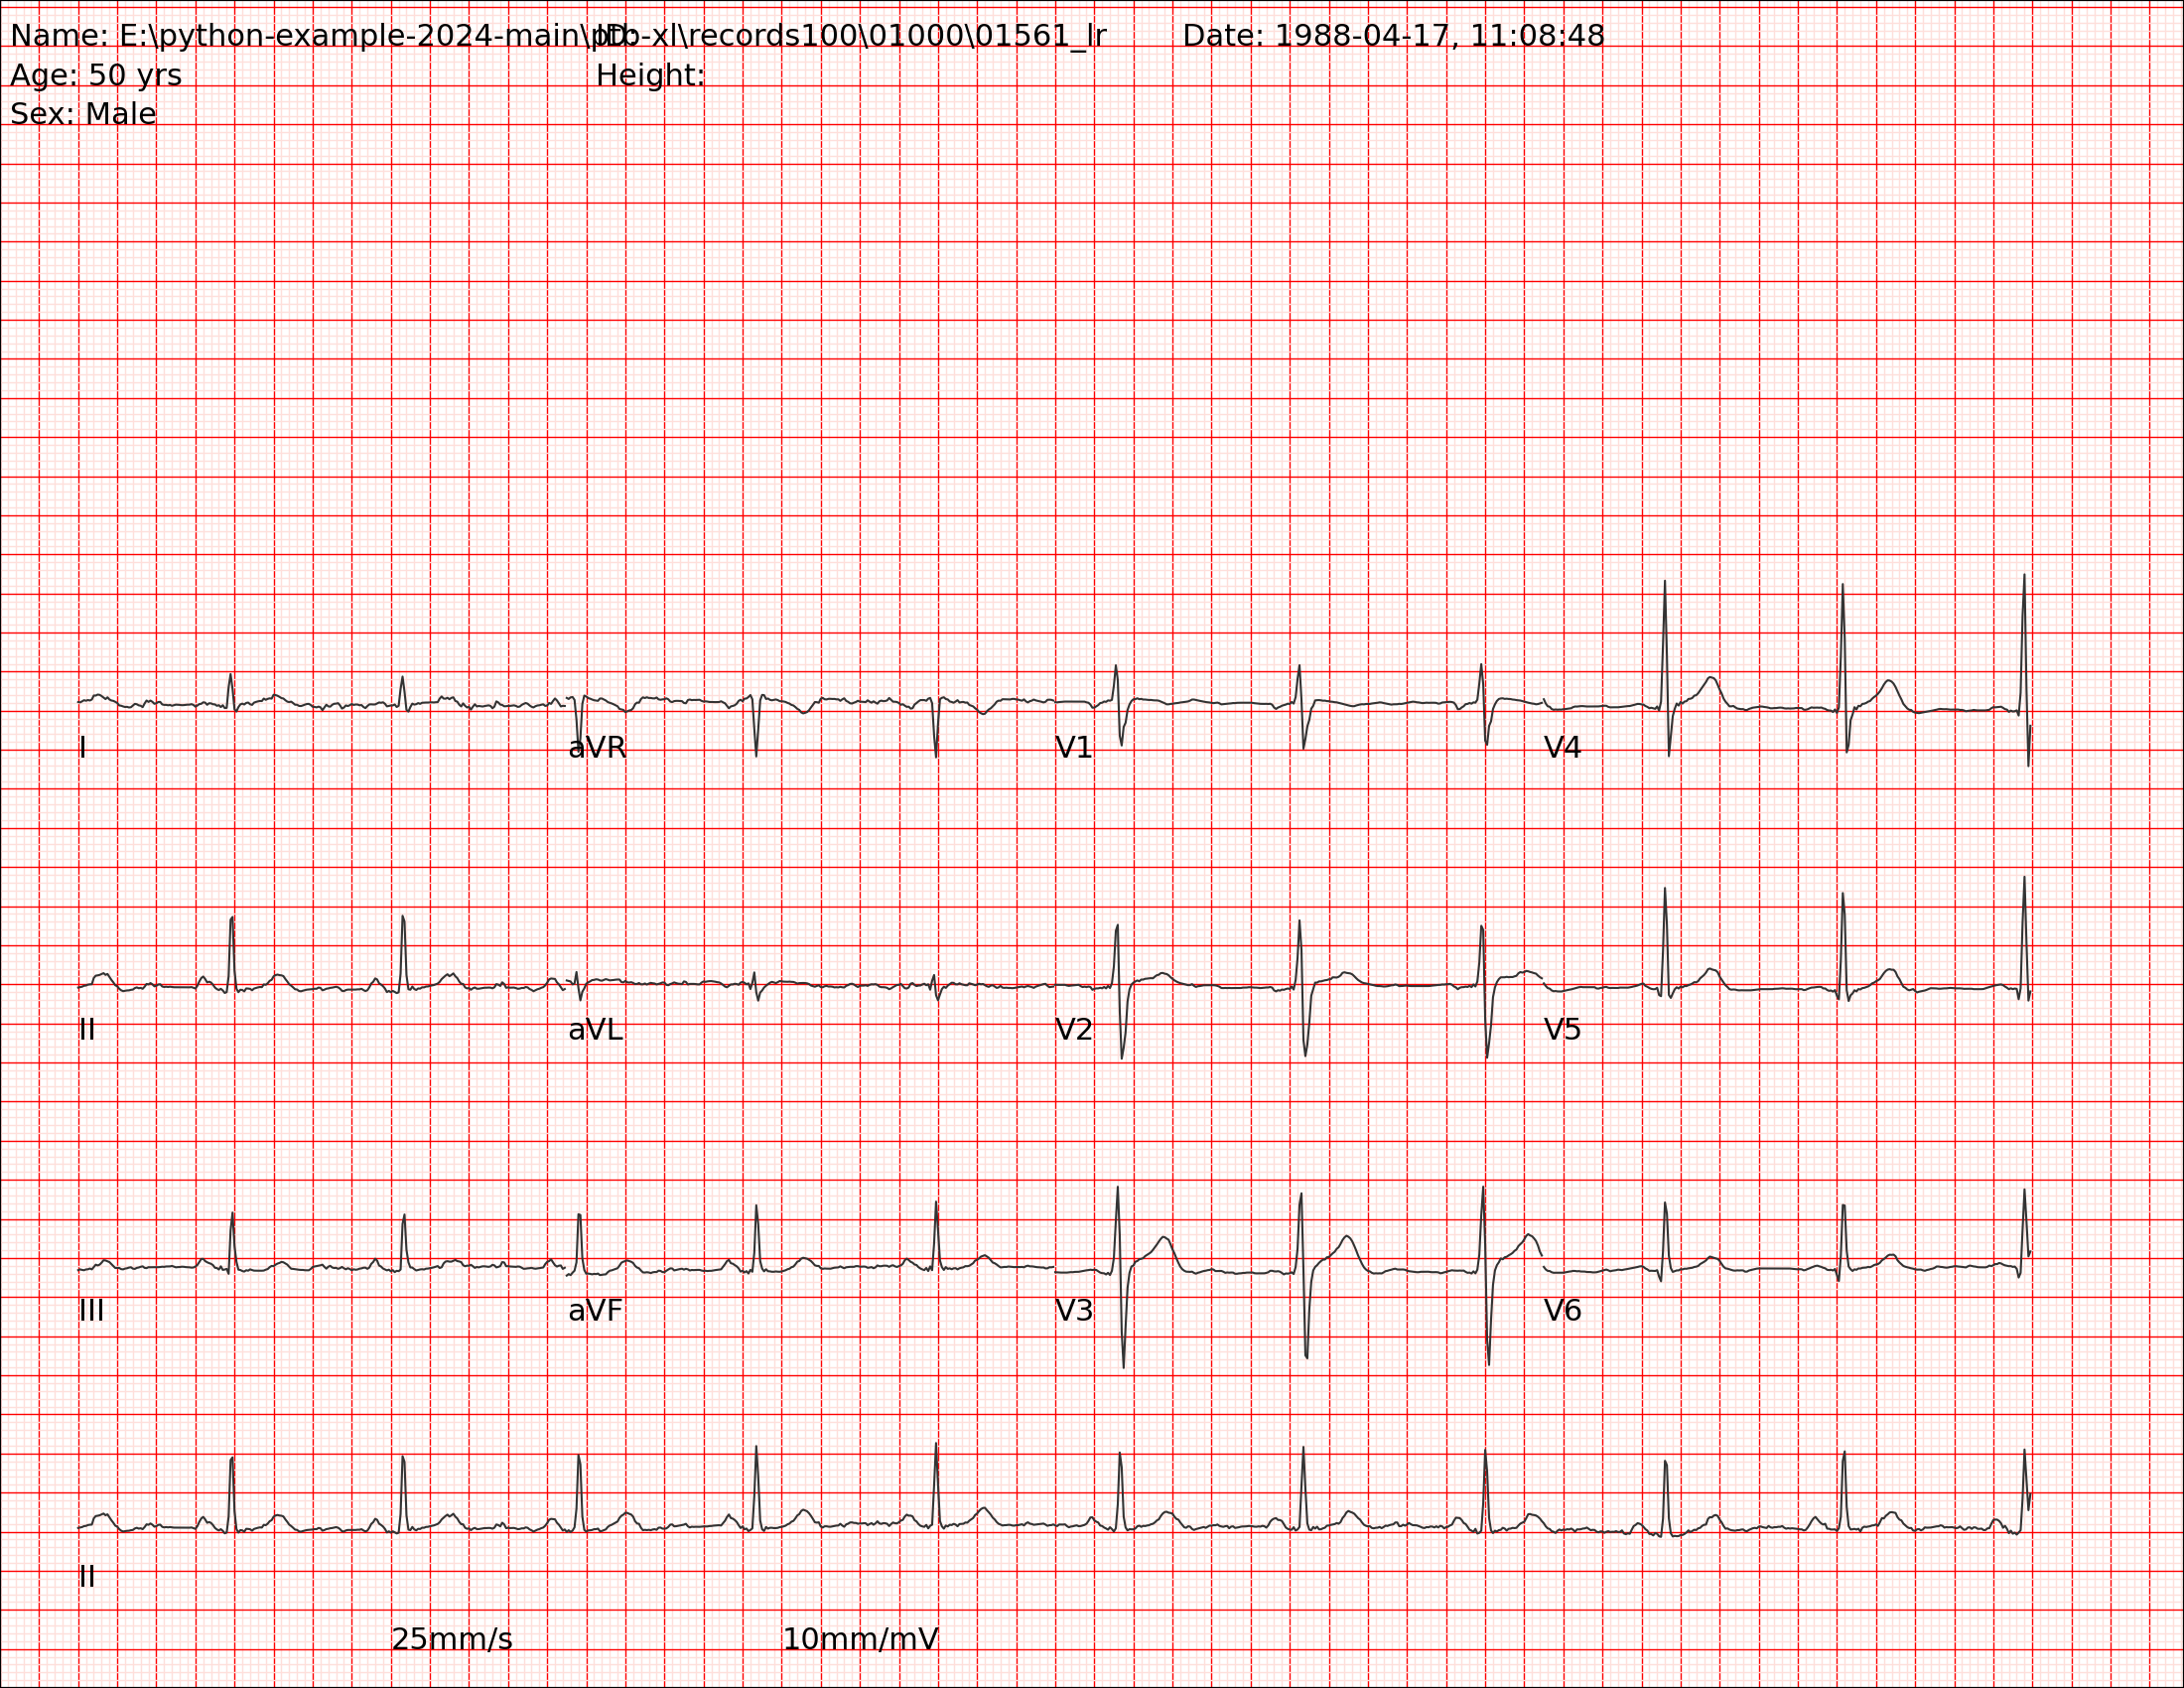 Name: E:\python-example-2024-main\ptb-xl\records100\01000\01561_lr ID: Date: 1988-04-17, 11:08:48
Age: 50 yrs Height:
Sex: Male
I aVR V1 V4
II aVL V2 V5
III aVF V3 V6
II
25mm/s 10mm/mV